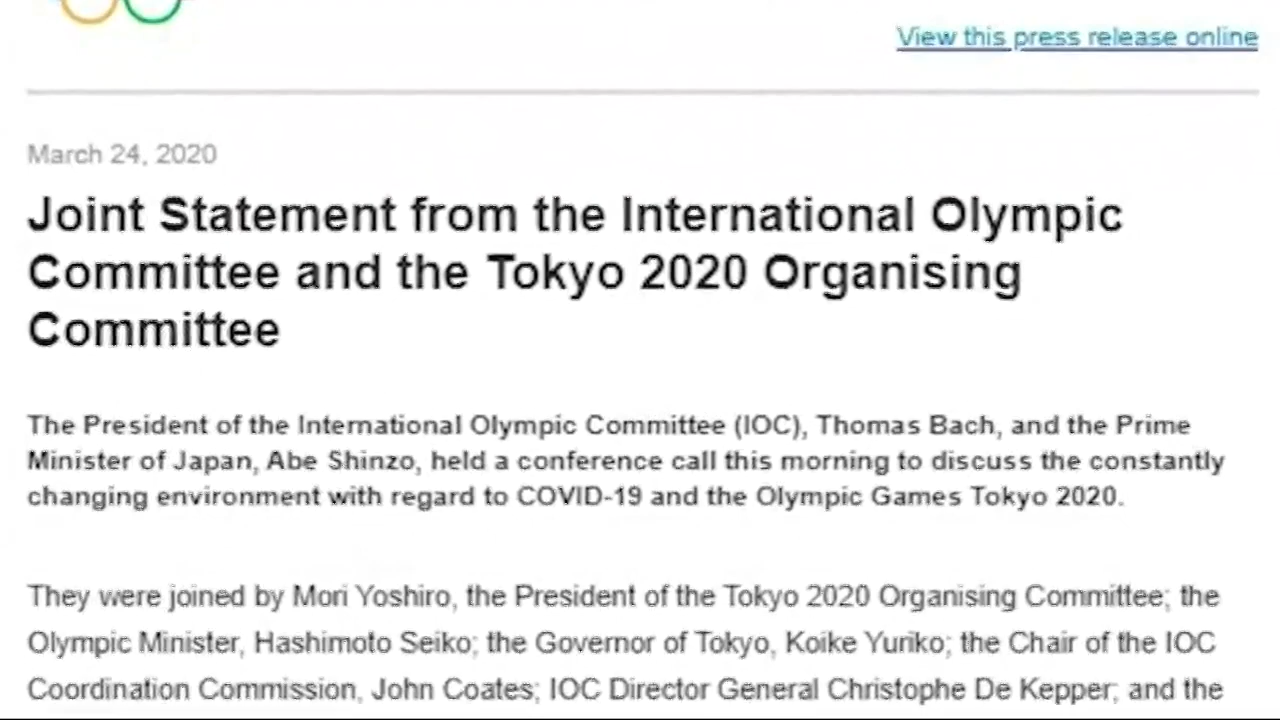 View this press release online
March 24, 2020
Joint Statement from the International Olympic
Committee and the Tokyo 2020 Organising
Committee
The President of the International Olympic Committee (IOC), Thomas Bach, and the Prime
Minister of Japan, Abe Shinzo, held a conference call this morning to discuss the constantly
changing environment with regard to COVID-19 and the Olympic Games Tokyo 2020.
They were joined by Mori Yoshiro, the President of the Tokyo 2020 Organising Committee; the
Olympic Minister, Hashimoto Seiko; the Governor of Tokyo, Koike Yuriko; the Chair of the IOC
Coordination Commission, John Coates; IOC Director General Christophe De Kepper; and the